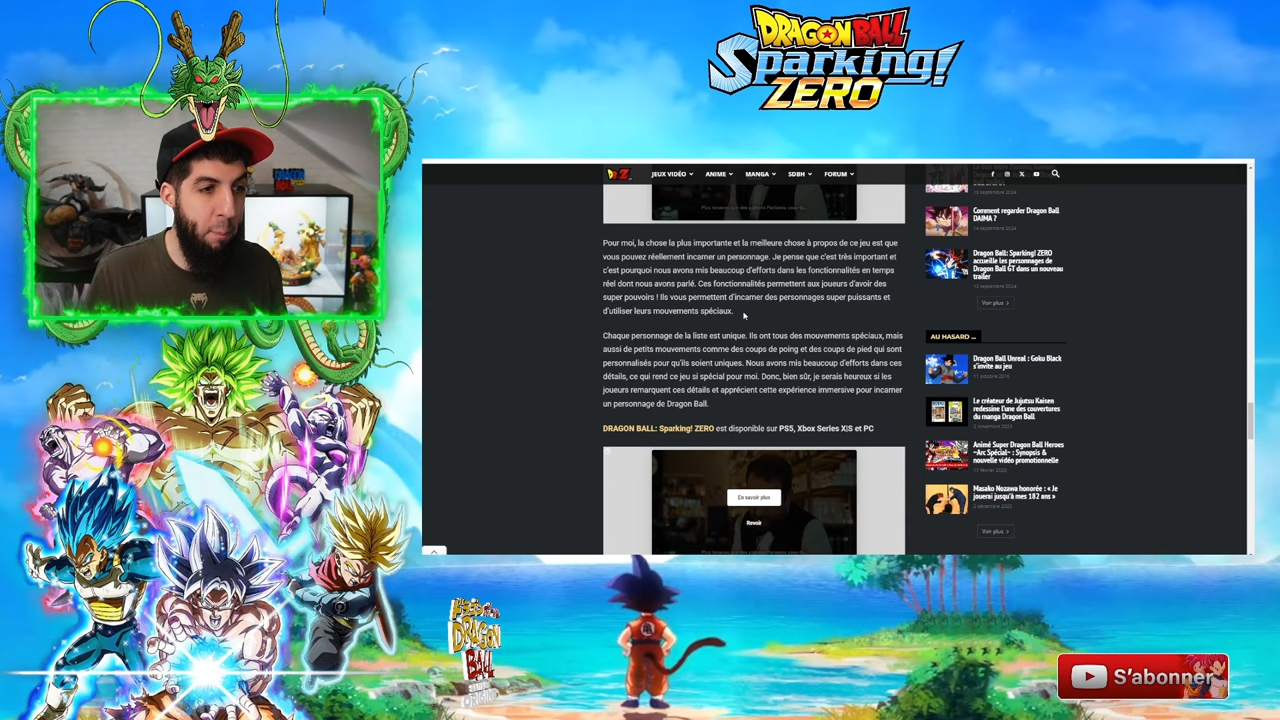 DRAGON BALL
Sparking!
ZERO
JEUX VIDÉO
ANIME
MANGA
SDBH
FORUM
13 septembre 2024
Comment regarder Dragon Ball
DAIMA ?
14 septembre 2024
Dragon Ball: Sparking! ZERO
accueille les personnages de
Dragon Ball GT dans un nouveau
trailer
12 septembre 2024
Voir plus
Pour moi, la chose la plus importante et la meilleure chose à propos de ce jeu est que
vous pouvez réellement incarner un personnage. Je pense que c'est très important et
c'est pourquoi nous avons mis beaucoup d'efforts dans les fonctionnalités en temps
réel dont nous avons parlé. Ces fonctionnalités permettent aux joueurs d'avoir des
super pouvoirs ! Ils vous permettent d'incarner des personnages super puissants et
d'utiliser leurs mouvements spéciaux.
Chaque personnage de la liste est unique. Ils ont tous des mouvements spéciaux, mais
aussi de petits mouvements comme des coups de poing et des coups de pied qui sont
personnalisés pour qu'ils soient uniques. Nous avons mis beaucoup d'efforts dans ces
détails, ce qui rend ce jeu si spécial pour moi. Donc, bien sûr, je serais heureux si les
joueurs remarquent ces détails et apprécient cette expérience immersive pour incarner
un personnage de Dragon Ball.
DRAGON BALL: Sparking! ZERO est disponible sur PS5, Xbox Series X|S et PC
En savoir plus
Revoir
AU HASARD ...
Dragon Ball Unreal : Goku Black
s'invite au jeu
Le créateur de Jujutsu Kaisen
redessine l'une des couvertures
du manga Dragon Ball
Animé Super Dragon Ball Heroes
~Arc Spécial~ : Synopsis &
nouvelle vidéo promotionnelle
Masako Nozawa honorée : « Je
jouerai jusqu'à mes 182 ans »
Voir plus
DRAGON
BALL
S'abonner